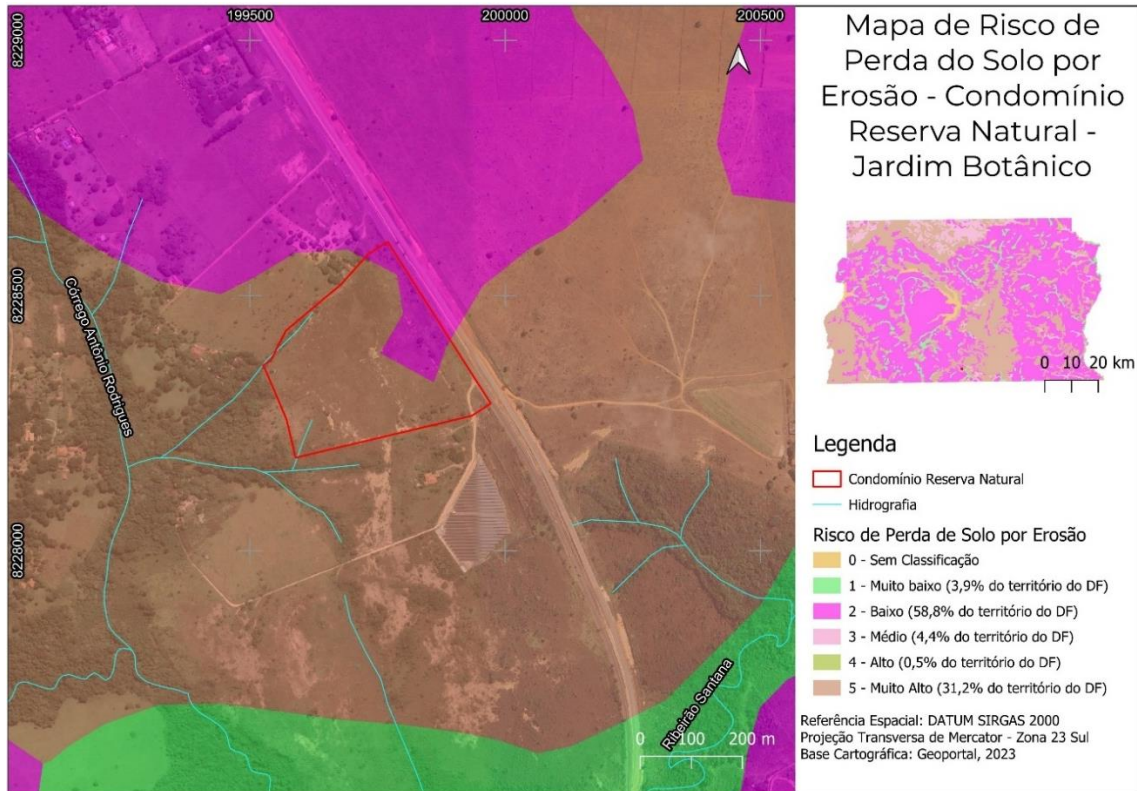 199500
200000
200500
8229000
8228500
8228000
Córrego Antônio Rodrigues
Ribeirão Santana
0 100 200 m
Mapa de Risco de
Perda do Solo por
Erosão - Condomínio
Reserva Natural -
Jardim Botânico
0 10 20 km
Legenda
Condomínio Reserva Natural
Hidrografia
Risco de Perda de Solo por Erosão
0 - Sem Classificação
1 - Muito baixo (3,9% do território do DF)
2 - Baixo (58,8% do território do DF)
3 - Médio (4,4% do território do DF)
4 - Alto (0,5% do território do DF)
5 - Muito Alto (31,2% do território do DF)
Referência Espacial: DATUM SIRGAS 2000
Projeção Transversa de Mercator - Zona 23 Sul
Base Cartográfica: Geoportal, 2023